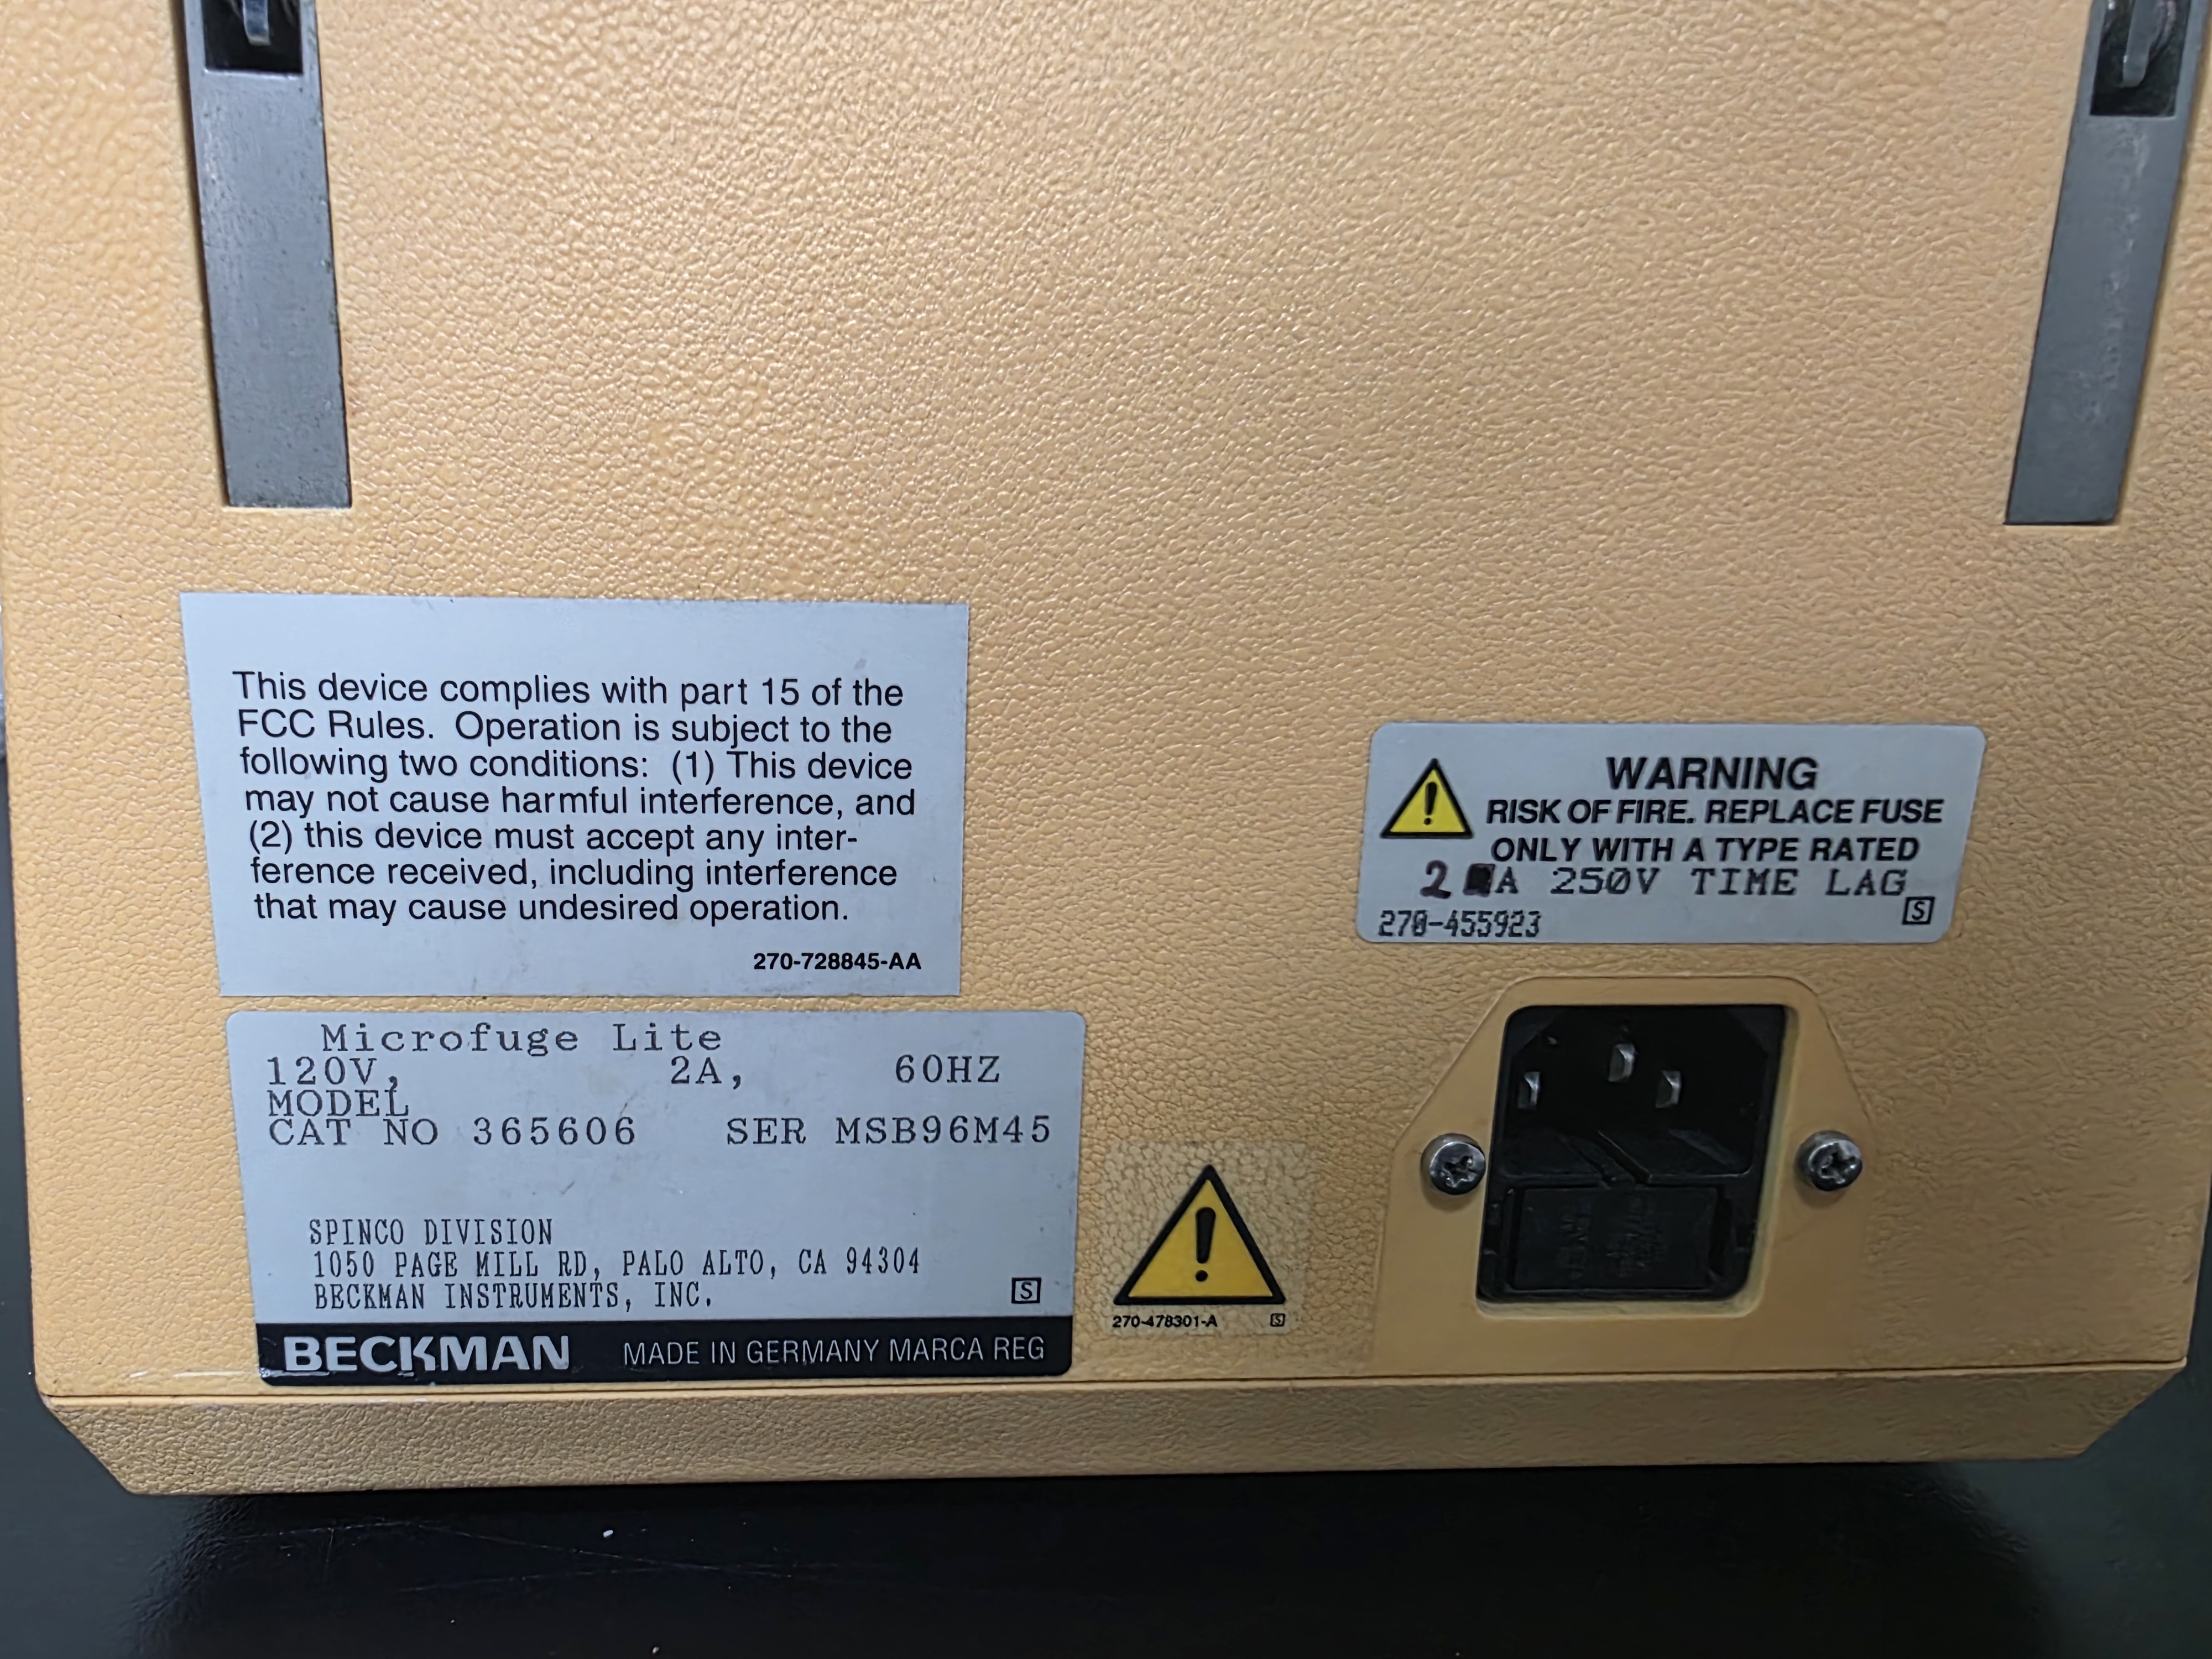 This device complies with part 15 of the
FCC Rules. Operation is subject to the
following two conditions: (1) This device
may not cause harmful interference, and
(2) this device must accept any inter-
ference received, including interference
that may cause undesired operation.
270-728845-AA
WARNING
RISK OF FIRE. REPLACE FUSE
ONLY WITH A TYPE RATED
2 A 250V TIME LAG
270-455923
S
Microfuge Lite
120V, 2A, 60HZ
MODEL
CAT NO 365606 SER MSB96M45
SPINCO DIVISION
1050 PAGE MILL RD, PALO ALTO, CA 94304
BECKMAN INSTRUMENTS, INC.
S
BECKMAN MADE IN GERMANY MARCA REG
270-478301-A S